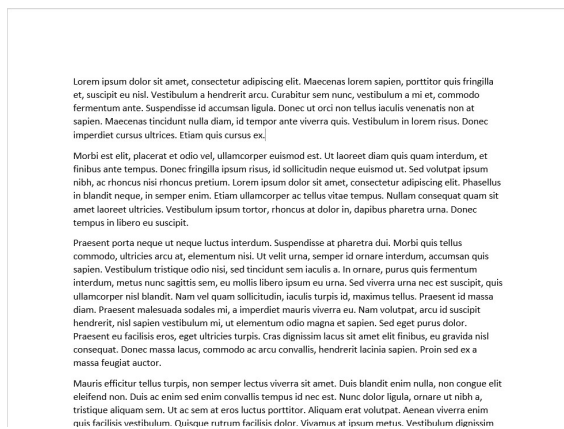 Lorem ipsum dolor sit amet, consectetur adipiscing elit. Maecenas lorem sapien, porttitor quis fringilla
et, suscipit eu nisl. Vestibulum a hendrerit arcu. Curabitur sem nunc, vestibulum a mi et, commodo
fermentum ante. Suspendisse id accumsan ligula. Donec ut orci non tellus iaculis venenatis non at
sapien. Maecenas tincidunt nulla diam, id tempor ante viverra quis. Vestibulum in lorem risus. Donec
imperdiet cursus ultrices. Etiam quis cursus ex.
Morbi est elit, placerat et odio vel, ullamcorper euismod est. Ut laoreet diam quis quam interdum, et
finibus ante tempus. Donec fringilla ipsum risus, id sollicitudin neque euismod ut. Sed volutpat ipsum
nibh, ac rhoncus nisi rhoncus pretium. Lorem ipsum dolor sit amet, consectetur adipiscing elit. Phasellus
in blandit neque, in semper enim. Etiam ullamcorper ac tellus vitae tempus. Nullam consequat quam sit
amet laoreet ultricies. Vestibulum ipsum tortor, rhoncus at dolor in, dapibus pharetra urna. Donec
tempus in libero eu suscipit.
Praesent porta neque ut neque luctus interdum. Suspendisse at pharetra dui. Morbi quis tellus
commodo, ultricies arcu at, elementum nisi. Ut velit urna, semper id ornare interdum, accumsan quis
sapien. Vestibulum tristique odio nisi, sed tincidunt sem iaculis a. In ornare, purus quis fermentum
interdum, metus nunc sagittis sem, eu mollis libero ipsum eu urna. Sed viverra urna nec est suscipit, quis
ullamcorper nisl blandit. Nam vel quam sollicitudin, iaculis turpis id, maximus tellus. Praesent id massa
diam. Praesent malesuada sodales mi, a imperdiet mauris viverra eu. Nam volutpat, arcu id suscipit
hendrerit, nisl sapien vestibulum mi, ut elementum odio magna et sapien. Sed eget purus dolor.
Praesent eu facilisis eros, eget ultricies turpis. Cras dignissim lacus sit amet elit finibus, eu gravida nisl
consequat. Donec massa lacus, commodo ac arcu convallis, hendrerit lacinia sapien. Proin sed ex a
massa feugiat auctor.
Mauris efficitur tellus turpis, non semper lectus viverra sit amet. Duis blandit enim nulla, non congue elit
eleifend non. Duis ac enim sed enim convallis tempus id nec est. Nunc dolor ligula, ornare ut nibh a,
tristique aliquam sem. Ut ac sem at eros luctus porttitor. Aliquam erat volutpat. Aenean viverra enim
quis facilisis vestibulum. Quisque rutrum facilisis dolor. Vivamus at ipsum metus. Vestibulum dignissim